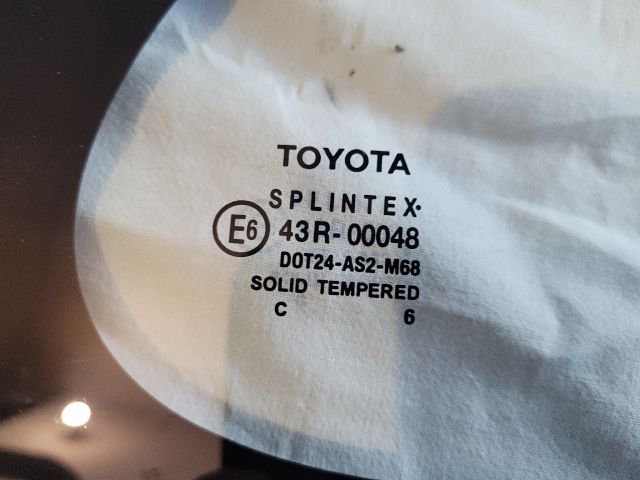 TOYOTA
SPLINTEX·
E6 43R-00048
DOT24-AS2-M68
SOLID TEMPERED
C 6